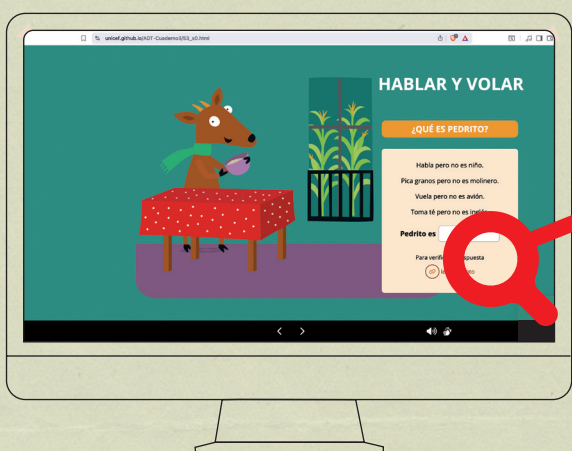 unicef.github.io/ADT-Cuaderno3/53_s0.html
HABLAR Y VOLAR
¿QUÉ ES PEDRITO?
Habla pero no es niño.
Pica granos pero no es molinero.
Vuela pero no es avión.
Toma té pero no es
Pedrito es
Para